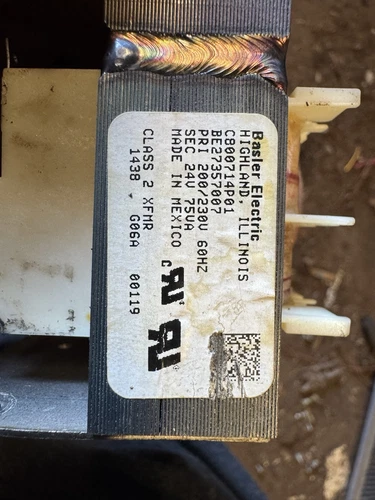 Basler Electric
HIGHLAND, ILLINOIS
C800714P01
BE27357007
PRI 200/230V 60HZ
SEC 24V 75VA
MADE IN MEXICO
CLASS 2 XFMR
1438 G06A 00119